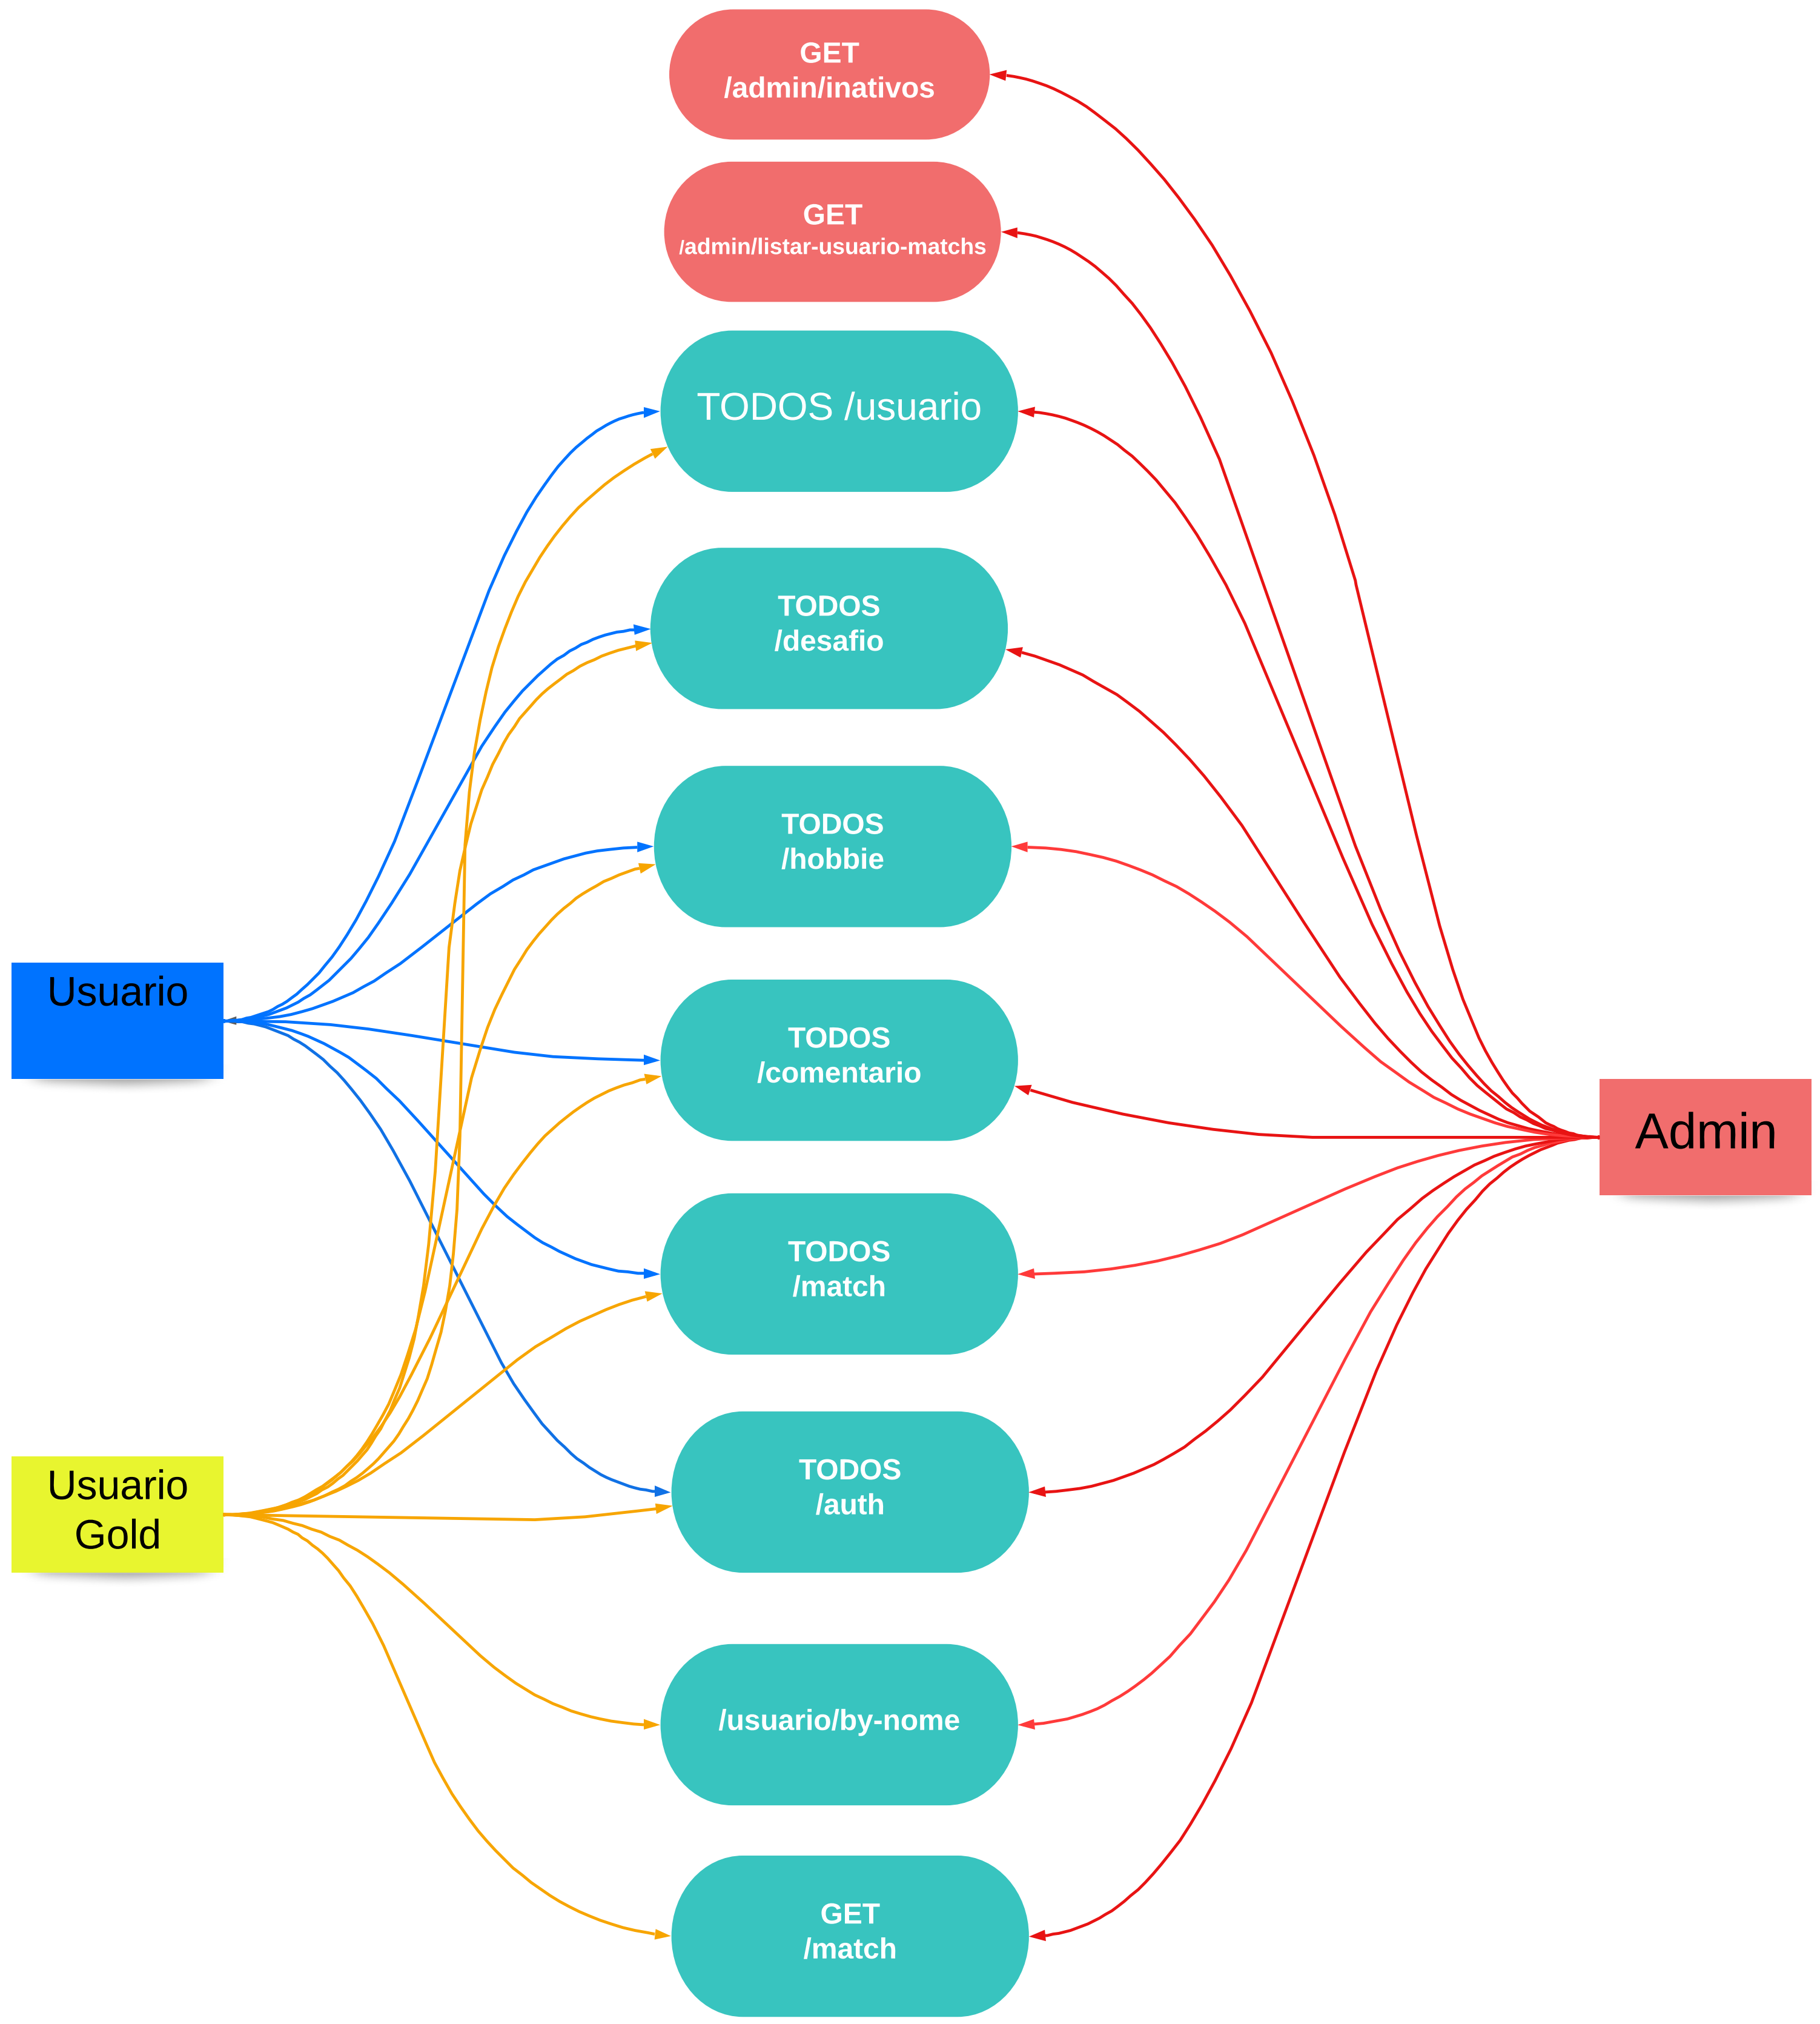 GET
/admin/inativos
GET
/admin/listar-usuario-matchs
TODOS /usuario
TODOS
/desafio
TODOS
/hobbie
Usuario
TODOS
/comentario
Admin
TODOS
/match
TODOS
/auth
Usuario
Gold
/usuario/by-nome
GET
/match